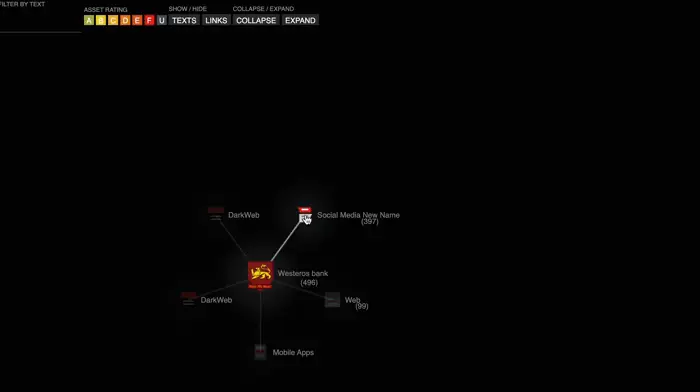 FILTER BY TEXT
ASSET RATING
SHOW / HIDE
COLLAPSE / EXPAND
A B C D E F U
TEXTS LINKS
COLLAPSE EXPAND
DarkWeb
Social Media New Name
(397)
Westeros bank
(496)
DarkWeb
Web
(99)
Mobile Apps